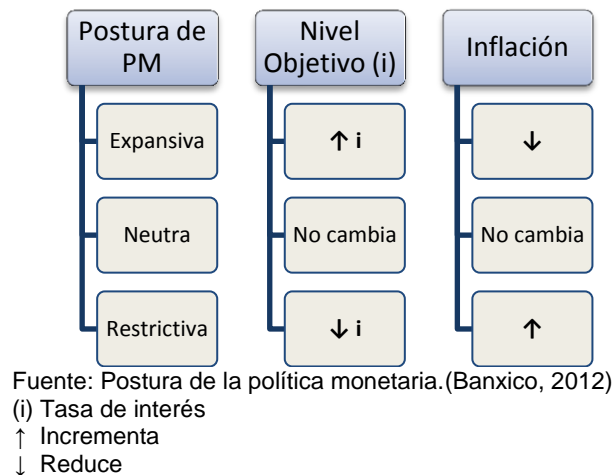 Postura de
PM
Nivel
Objetivo (i)
Inflación
Expansiva
↑ i
↓
Neutra
No cambia
No cambia
Restrictiva
↓ i
↑
Fuente: Postura de la política monetaria.(Banxico, 2012)
(i) Tasa de interés
↑ Incrementa
↓ Reduce